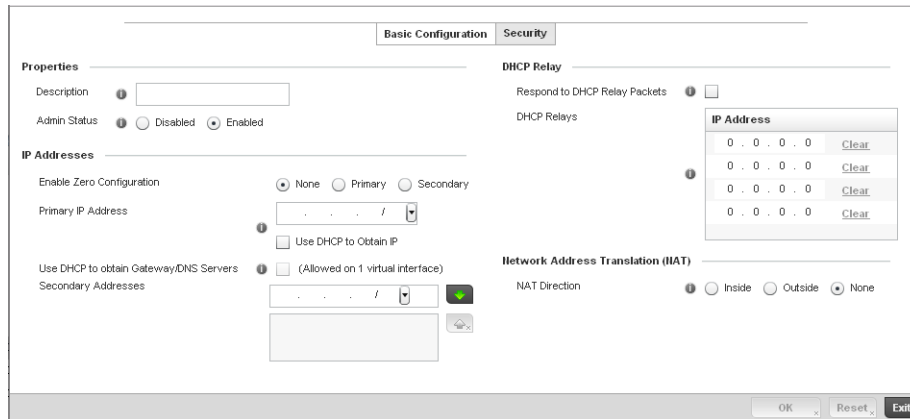 Basic Configuration Security
Properties
Description
Admin Status Disabled Enabled
IP Addresses
Enable Zero Configuration None Primary Secondary
Primary IP Address . . . /
Use DHCP to Obtain IP
Use DHCP to obtain Gateway/DNS Servers (Allowed on 1 virtual interface)
Secondary Addresses . . . /
DHCP Relay
Respond to DHCP Relay Packets
DHCP Relays
IP Address
0 . 0 . 0 . 0 Clear
0 . 0 . 0 . 0 Clear
0 . 0 . 0 . 0 Clear
0 . 0 . 0 . 0 Clear
Network Address Translation (NAT)
NAT Direction Inside Outside None
OK Reset Exit